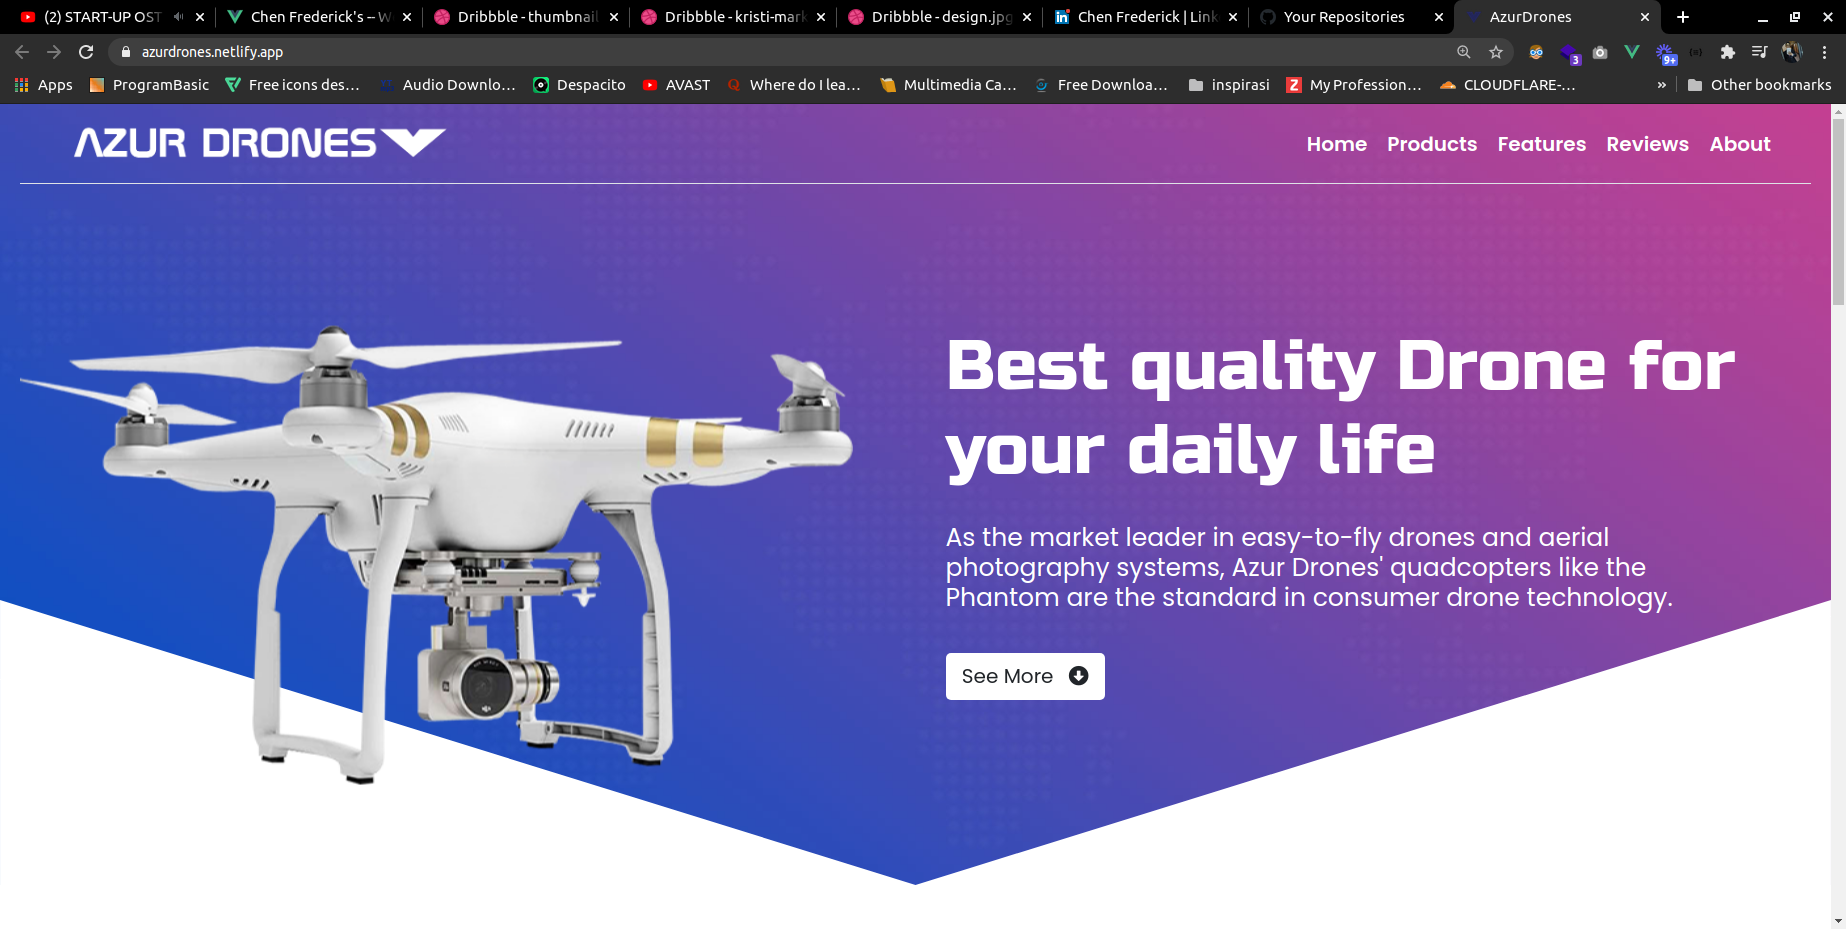 (2) START-UP OST
Chen Frederick's -- W
Dribbble - thumbnail
Dribbble - kristi-mark
Dribbble - design.jpg
Chen Frederick | Link
Your Repositories
AzurDrones
azurdrones.netlify.app
3
9+
Apps
ProgramBasic
Free icons des...
Audio Downlo...
Despacito
AVAST
Where do I lea...
Multimedia Ca...
Free Downloa...
inspirasi
My Profession...
CLOUDFLARE-...
»
Other bookmarks
AZUR DRONES
Home Products Features Reviews About
Best quality Drone for
your daily life
As the market leader in easy-to-fly drones and aerial
photography systems, Azur Drones' quadcopters like the
Phantom are the standard in consumer drone technology.
See More